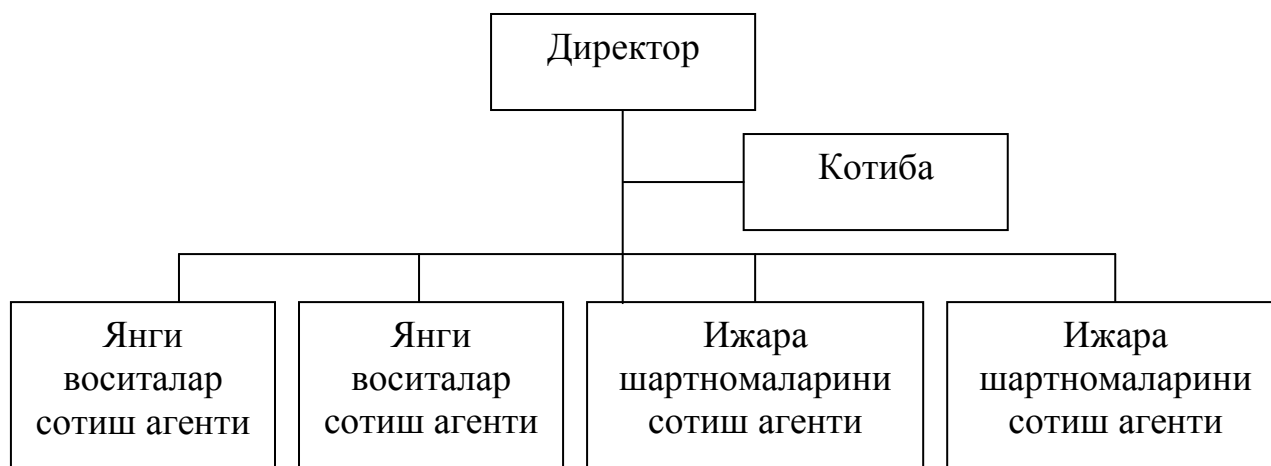 Директор
Котиба
Янги
воситалар
сотиш агенти
Янги
воситалар
сотиш агенти
Ижара
шартномаларини
сотиш агенти
Ижара
шартномаларини
сотиш агенти